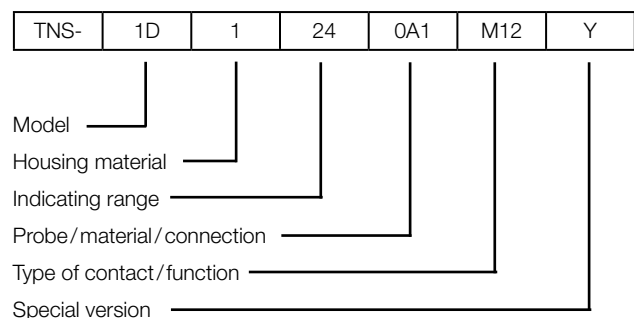 TNS- 1D 1 24 0A1 M12 Y
Model
Housing material
Indicating range
Probe/material/connection
Type of contact/function
Special version